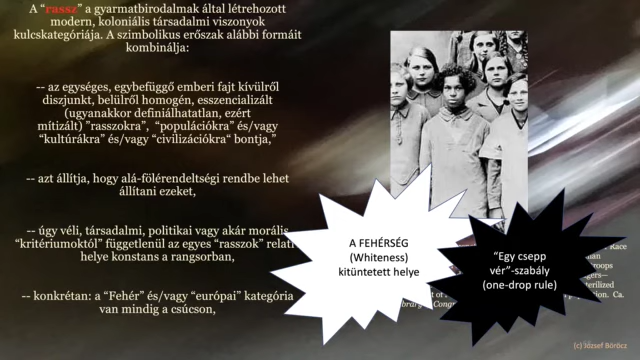 A “rassz” a gyarmatbirodalmak által létrehozott
modern, koloniális társadalmi viszonyok
kulcskategóriája. A szimbolikus erőszak alábbi formáit
kombinálja:
-- az egységes, egybefüggő emberi fajt kívülről
diszjunkt, belülről homogén, esszencializált
(ugyanakkor definiálhatatlan, ezért
mítizált) ”rasszokra”, “populációkra” és/vagy
“kultúrákra” és/vagy “civilizációkra“ bontja,”
-- azt állítja, hogy alá-fölérendeltségi rendbe lehet
állítani ezeket,
-- úgy véli, társadalmi, politikai vagy akár morális
“kritériumoktól” függetlenül az egyes “rasszok”
helye konstans a rangsorban,
-- konkrétan: a “Fehér” és/vagy “európai” kategória
van mindig a csúcson,
A FEHÉRSÉG
(Whiteness)
kitüntetett helye
“Egy csepp
vér”-szabály
(one-drop rule)
Race
Ca.
(c) József Böröcz